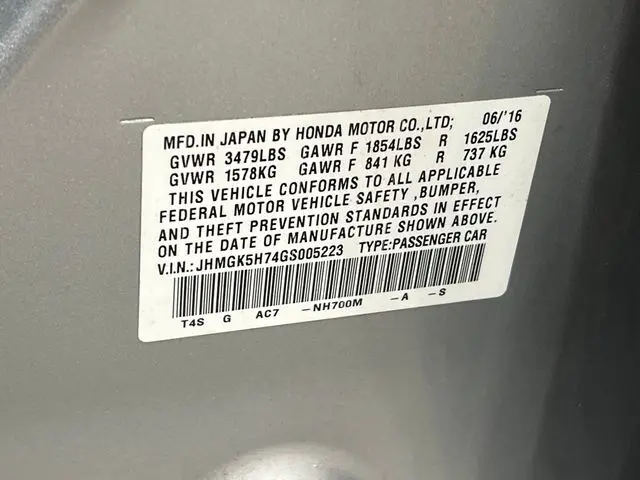 MFD.IN JAPAN BY HONDA MOTOR CO.,LTD; 06/'16
GVWR 3479LBS GAWR F 1854LBS R 1625LBS
GVWR 1578KG GAWR F 841 KG R 737 KG
THIS VEHICLE CONFORMS TO ALL APPLICABLE
FEDERAL MOTOR VEHICLE SAFETY ,BUMPER,
AND THEFT PREVENTION STANDARDS IN EFFECT
ON THE DATE OF MANUFACTURE SHOWN ABOVE.
V.I.N.: JHMGK5H74GS005223 TYPE:PASSENGER CAR
T4S G AC7 -NH700M -A -S